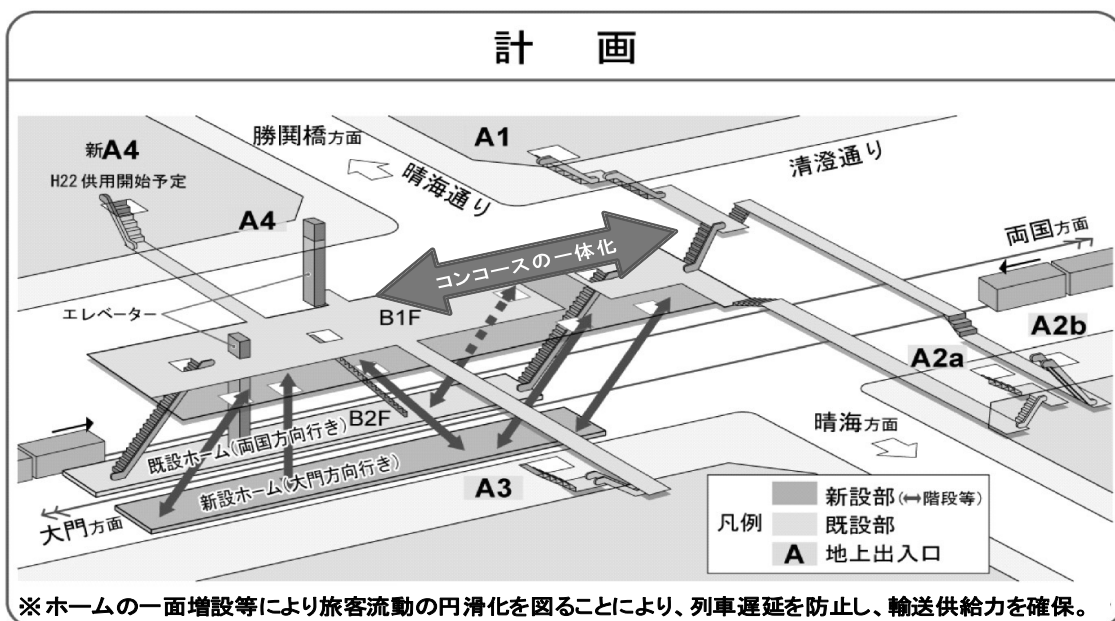 計　画
勝鬨橋方面
A1
新A4
H22 供用開始予定
晴海通り
清澄通り
A4
両国方面
コンコースの一体化
エレベーター
B1F
A2b
A2a
B2F
晴海方面
既設ホーム(両国方向行き)
新設ホーム(大門方向行き)
A3
大門方面
凡例
新設部(⇔階段等)
既設部
A 地上出入口
※ホームの一面増設等により旅客流動の円滑化を図ることにより、列車遅延を防止し、輸送供給力を確保。